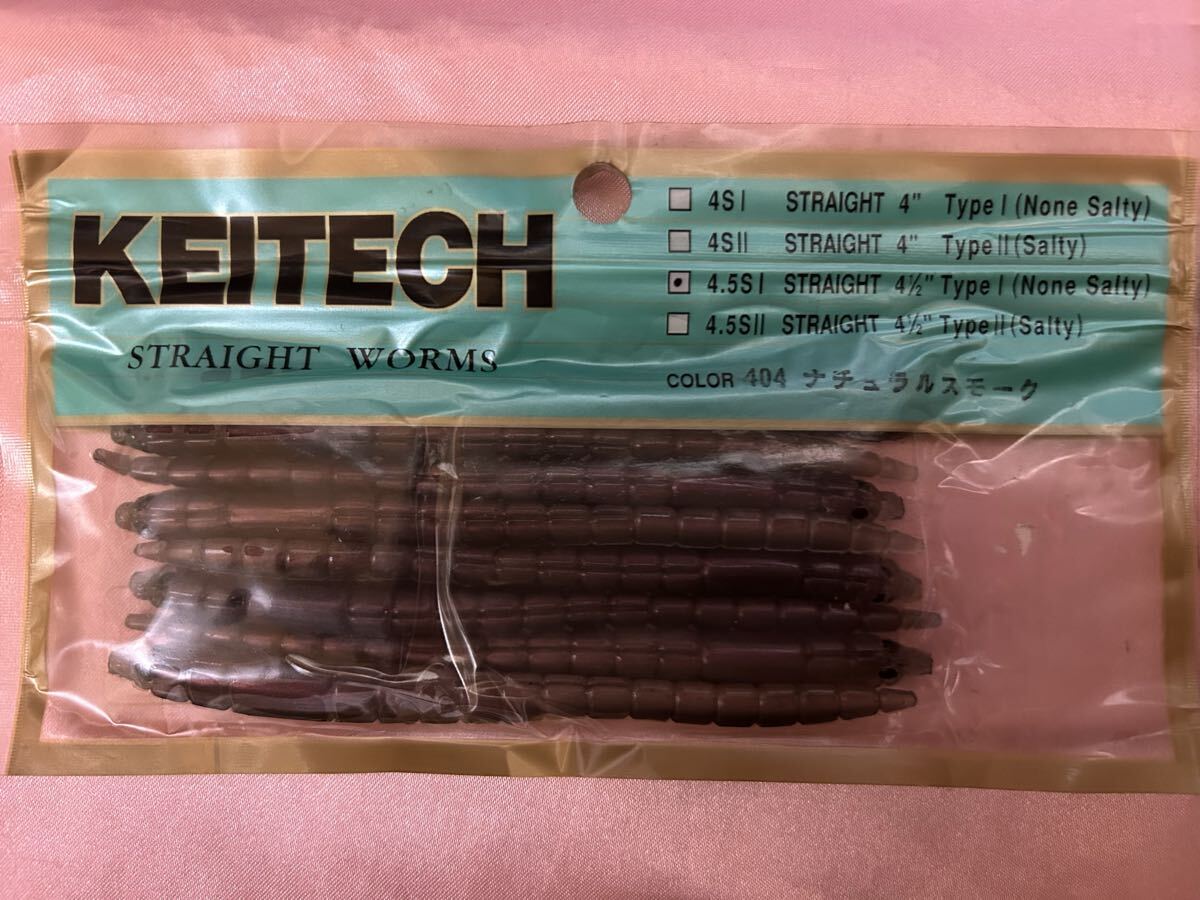 KEITECH
STRAIGHT WORMS
4SI STRAIGHT 4" Type I (None Salty)
4SII STRAIGHT 4" Type II (Salty)
4.5SI STRAIGHT 4½" Type I (None Salty)
4.5SII STRAIGHT 4½" Type II (Salty)
COLOR 404 ナチュラルスモーク